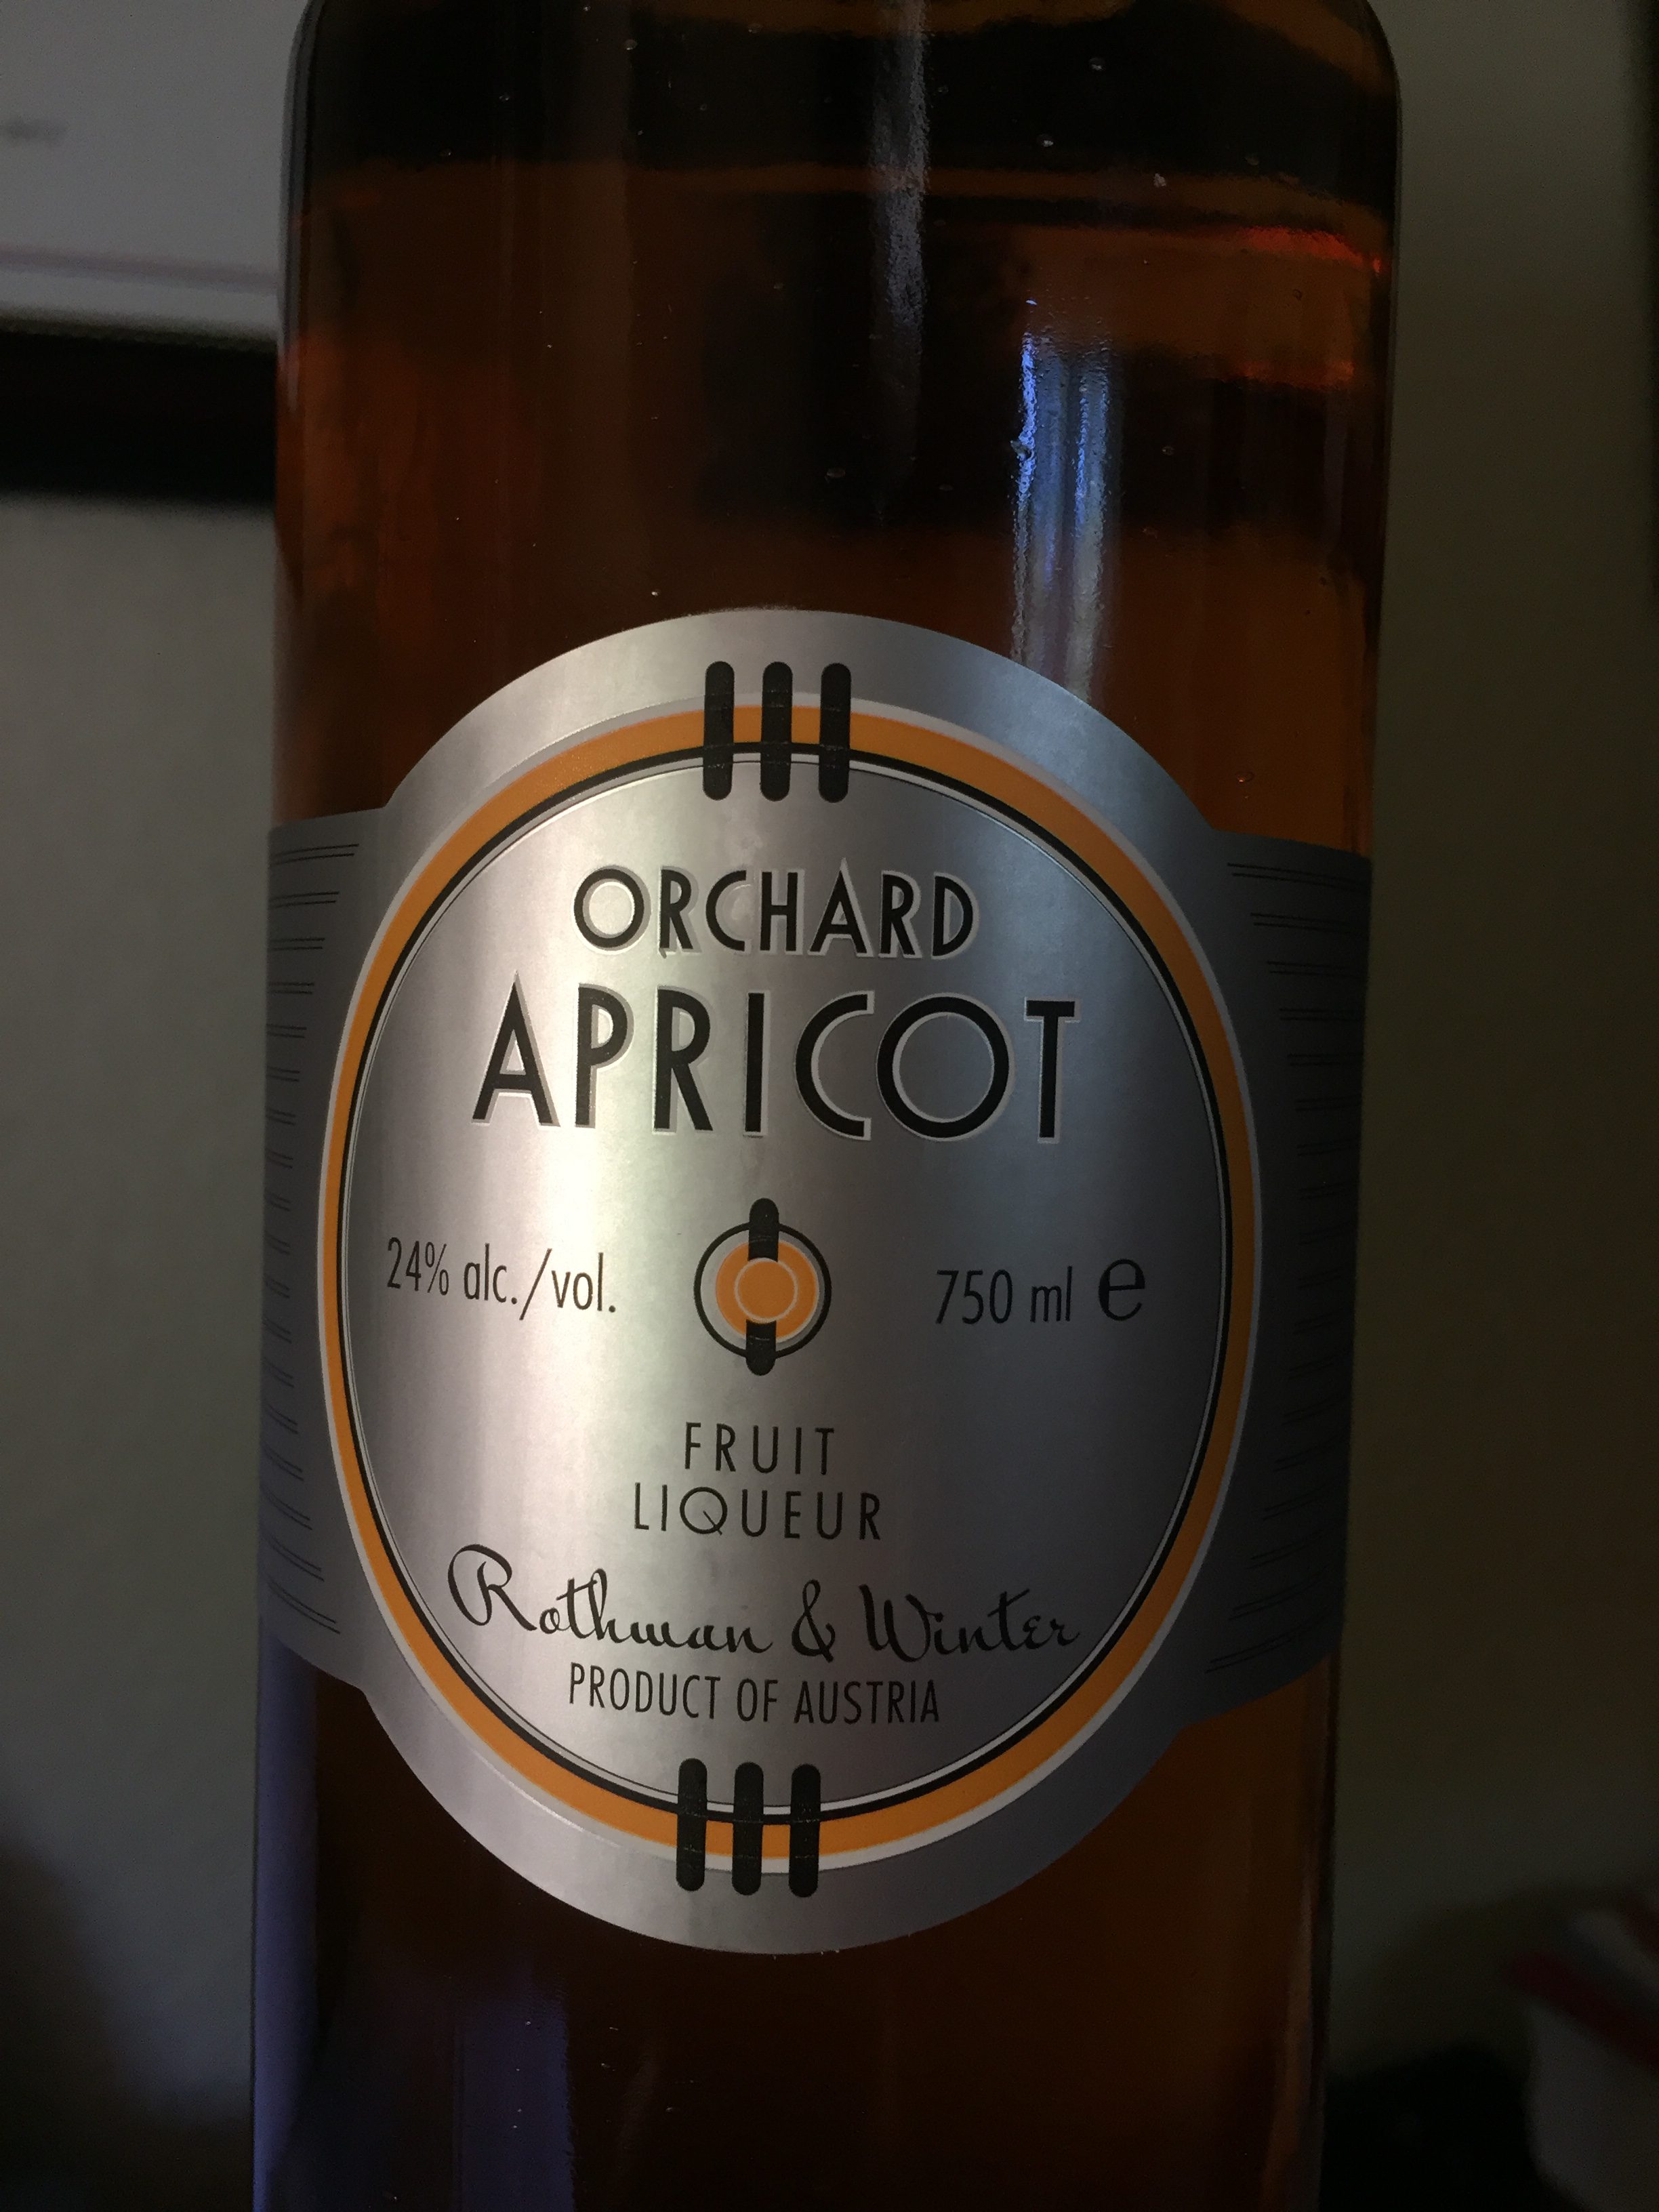 ORCHARD
APRICOT
24% alc./vol.
750 ml e
FRUIT
LIQUEUR
Rothman & Winter
PRODUCT OF AUSTRIA